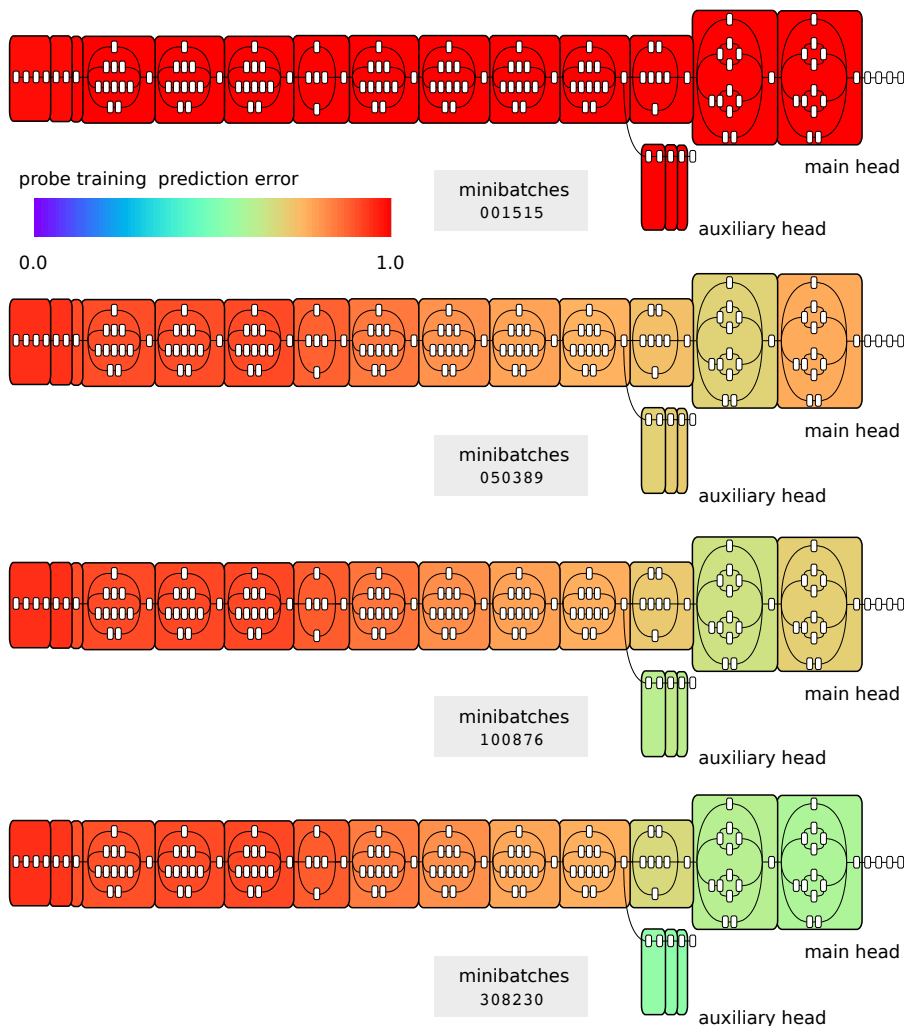 main head
probe training  prediction error
minibatches
001515
auxiliary head
0.0
1.0
main head
minibatches
050389
auxiliary head
main head
minibatches
100876
auxiliary head
main head
minibatches
308230
auxiliary head